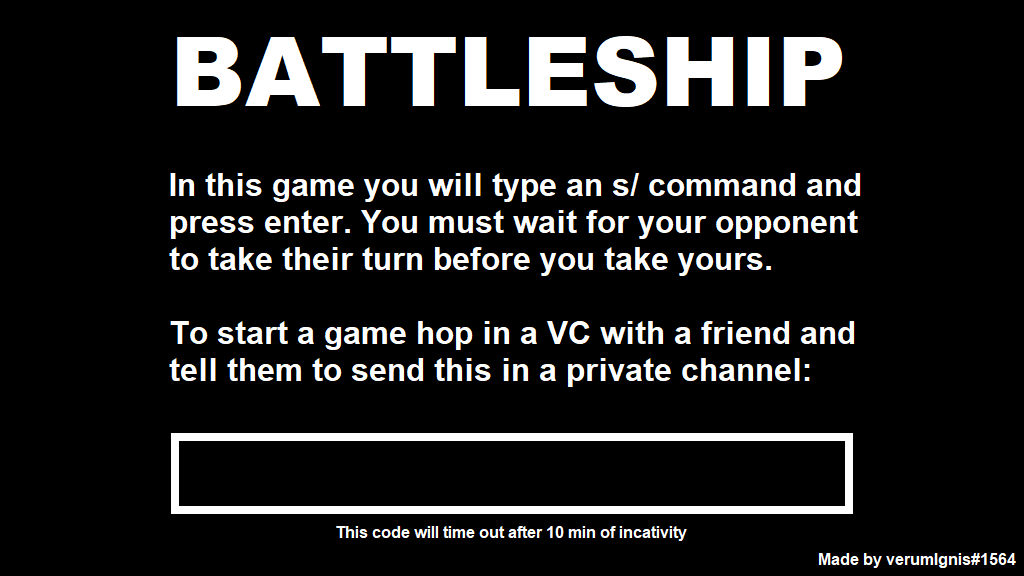 BATTLESHIP
In this game you will type an s/ command and
press enter. You must wait for your opponent
to take their turn before you take yours.
To start a game hop in a VC with a friend and
tell them to send this in a private channel:
This code will time out after 10 min of incativity
Made by verumIgnis#1564